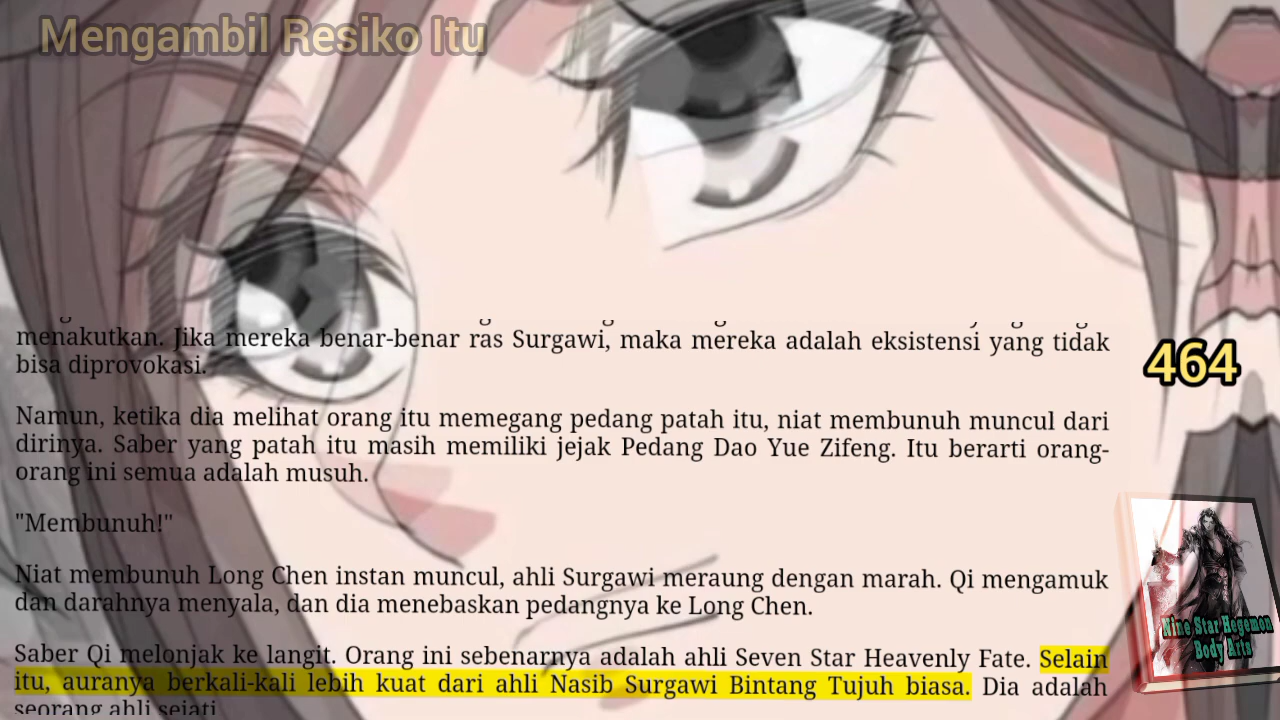 Mengambil Resiko Itu
menakutkan. Jika mereka benar-benar ras Surgawi, maka mereka adalah eksistensi yang tidak
bisa diprovokasi.
Namun, ketika dia melihat orang itu memegang pedang patah itu, niat membunuh muncul dari
dirinya. Saber yang patah itu masih memiliki jejak Pedang Dao Yue Zifeng. Itu berarti orang-
orang ini semua adalah musuh.
"Membunuh!"
Niat membunuh Long Chen instan muncul, ahli Surgawi meraung dengan marah. Qi mengamuk
dan darahnya menyala, dan dia menebaskan pedangnya ke Long Chen.
Saber Qi melonjak ke langit. Orang ini sebenarnya adalah ahli Seven Star Heavenly Fate. Selain
itu, auranya berkali-kali lebih kuat dari ahli Nasib Surgawi Bintang Tujuh biasa. Dia adalah
seorang ahli sejati
464
Nine Star Hegemon
Body Arts